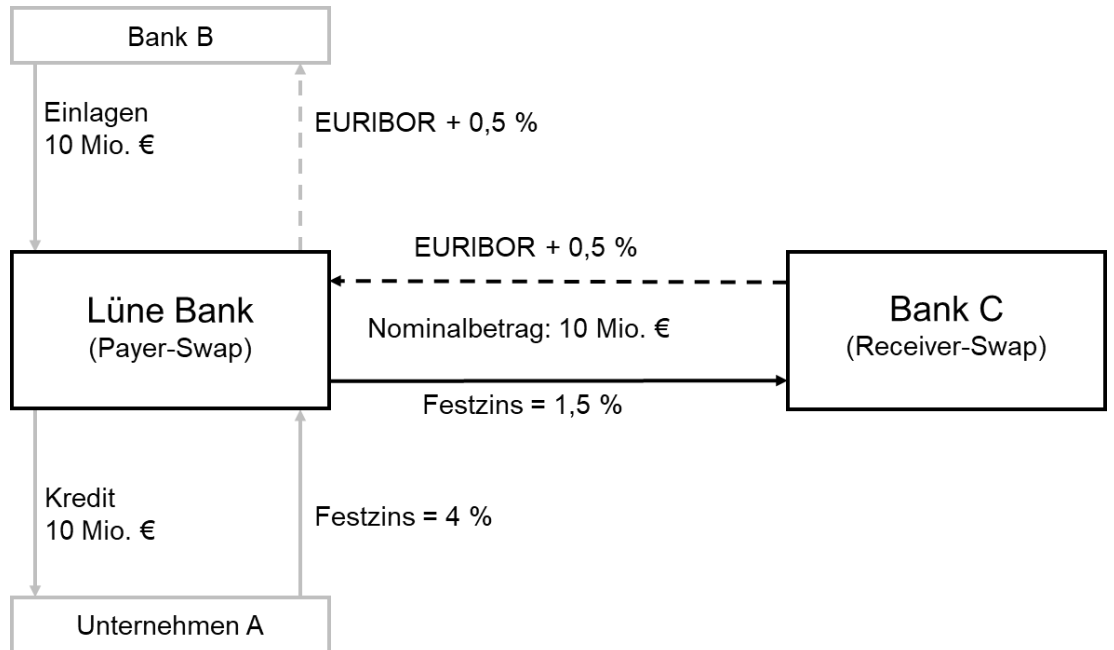 Bank B
Einlagen
10 Mio. €
EURIBOR + 0,5 %
EURIBOR + 0,5 %
Lüne Bank
(Payer-Swap)
Nominalbetrag: 10 Mio. €
Bank C
(Receiver-Swap)
Festzins = 1,5 %
Kredit
10 Mio. €
Festzins = 4 %
Unternehmen A